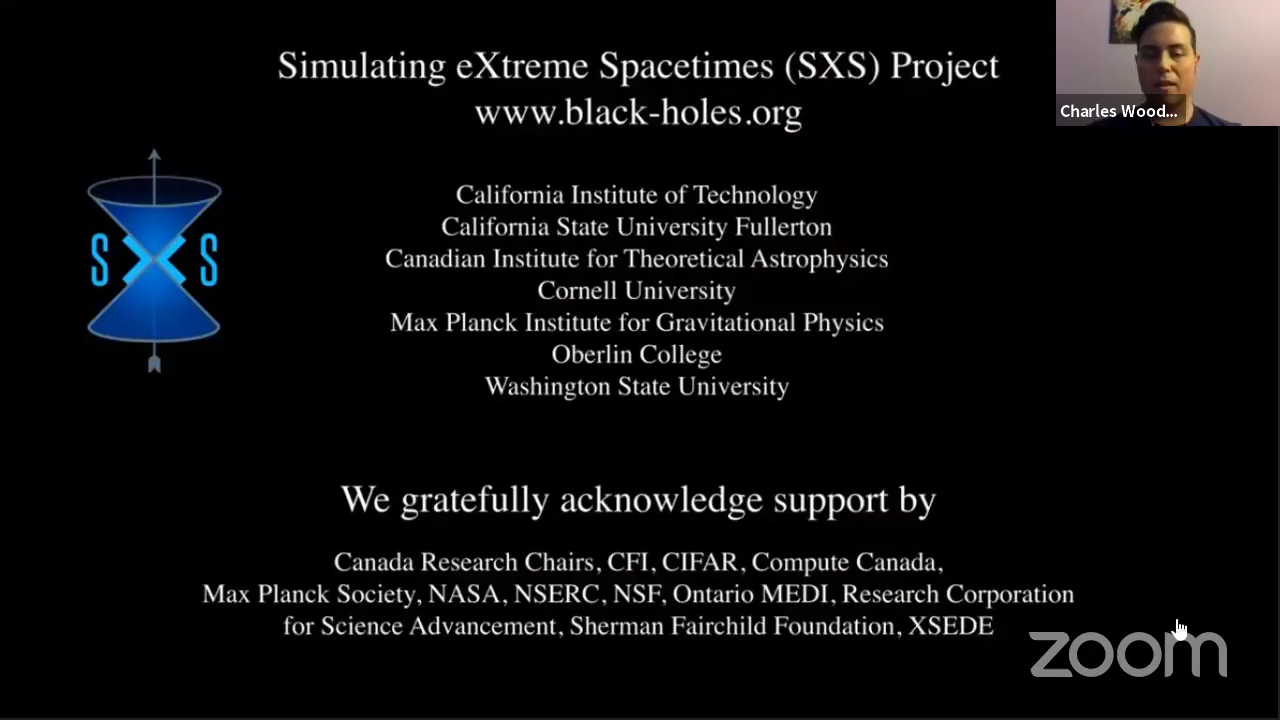 Simulating eXtreme Spacetimes (SXS) Project
www.black-holes.org
Charles Wood...
SXS
California Institute of Technology
California State University Fullerton
Canadian Institute for Theoretical Astrophysics
Cornell University
Max Planck Institute for Gravitational Physics
Oberlin College
Washington State University
We gratefully acknowledge support by
Canada Research Chairs, CFI, CIFAR, Compute Canada,
Max Planck Society, NASA, NSERC, NSF, Ontario MEDI, Research Corporation
for Science Advancement, Sherman Fairchild Foundation, XSEDE
zoom